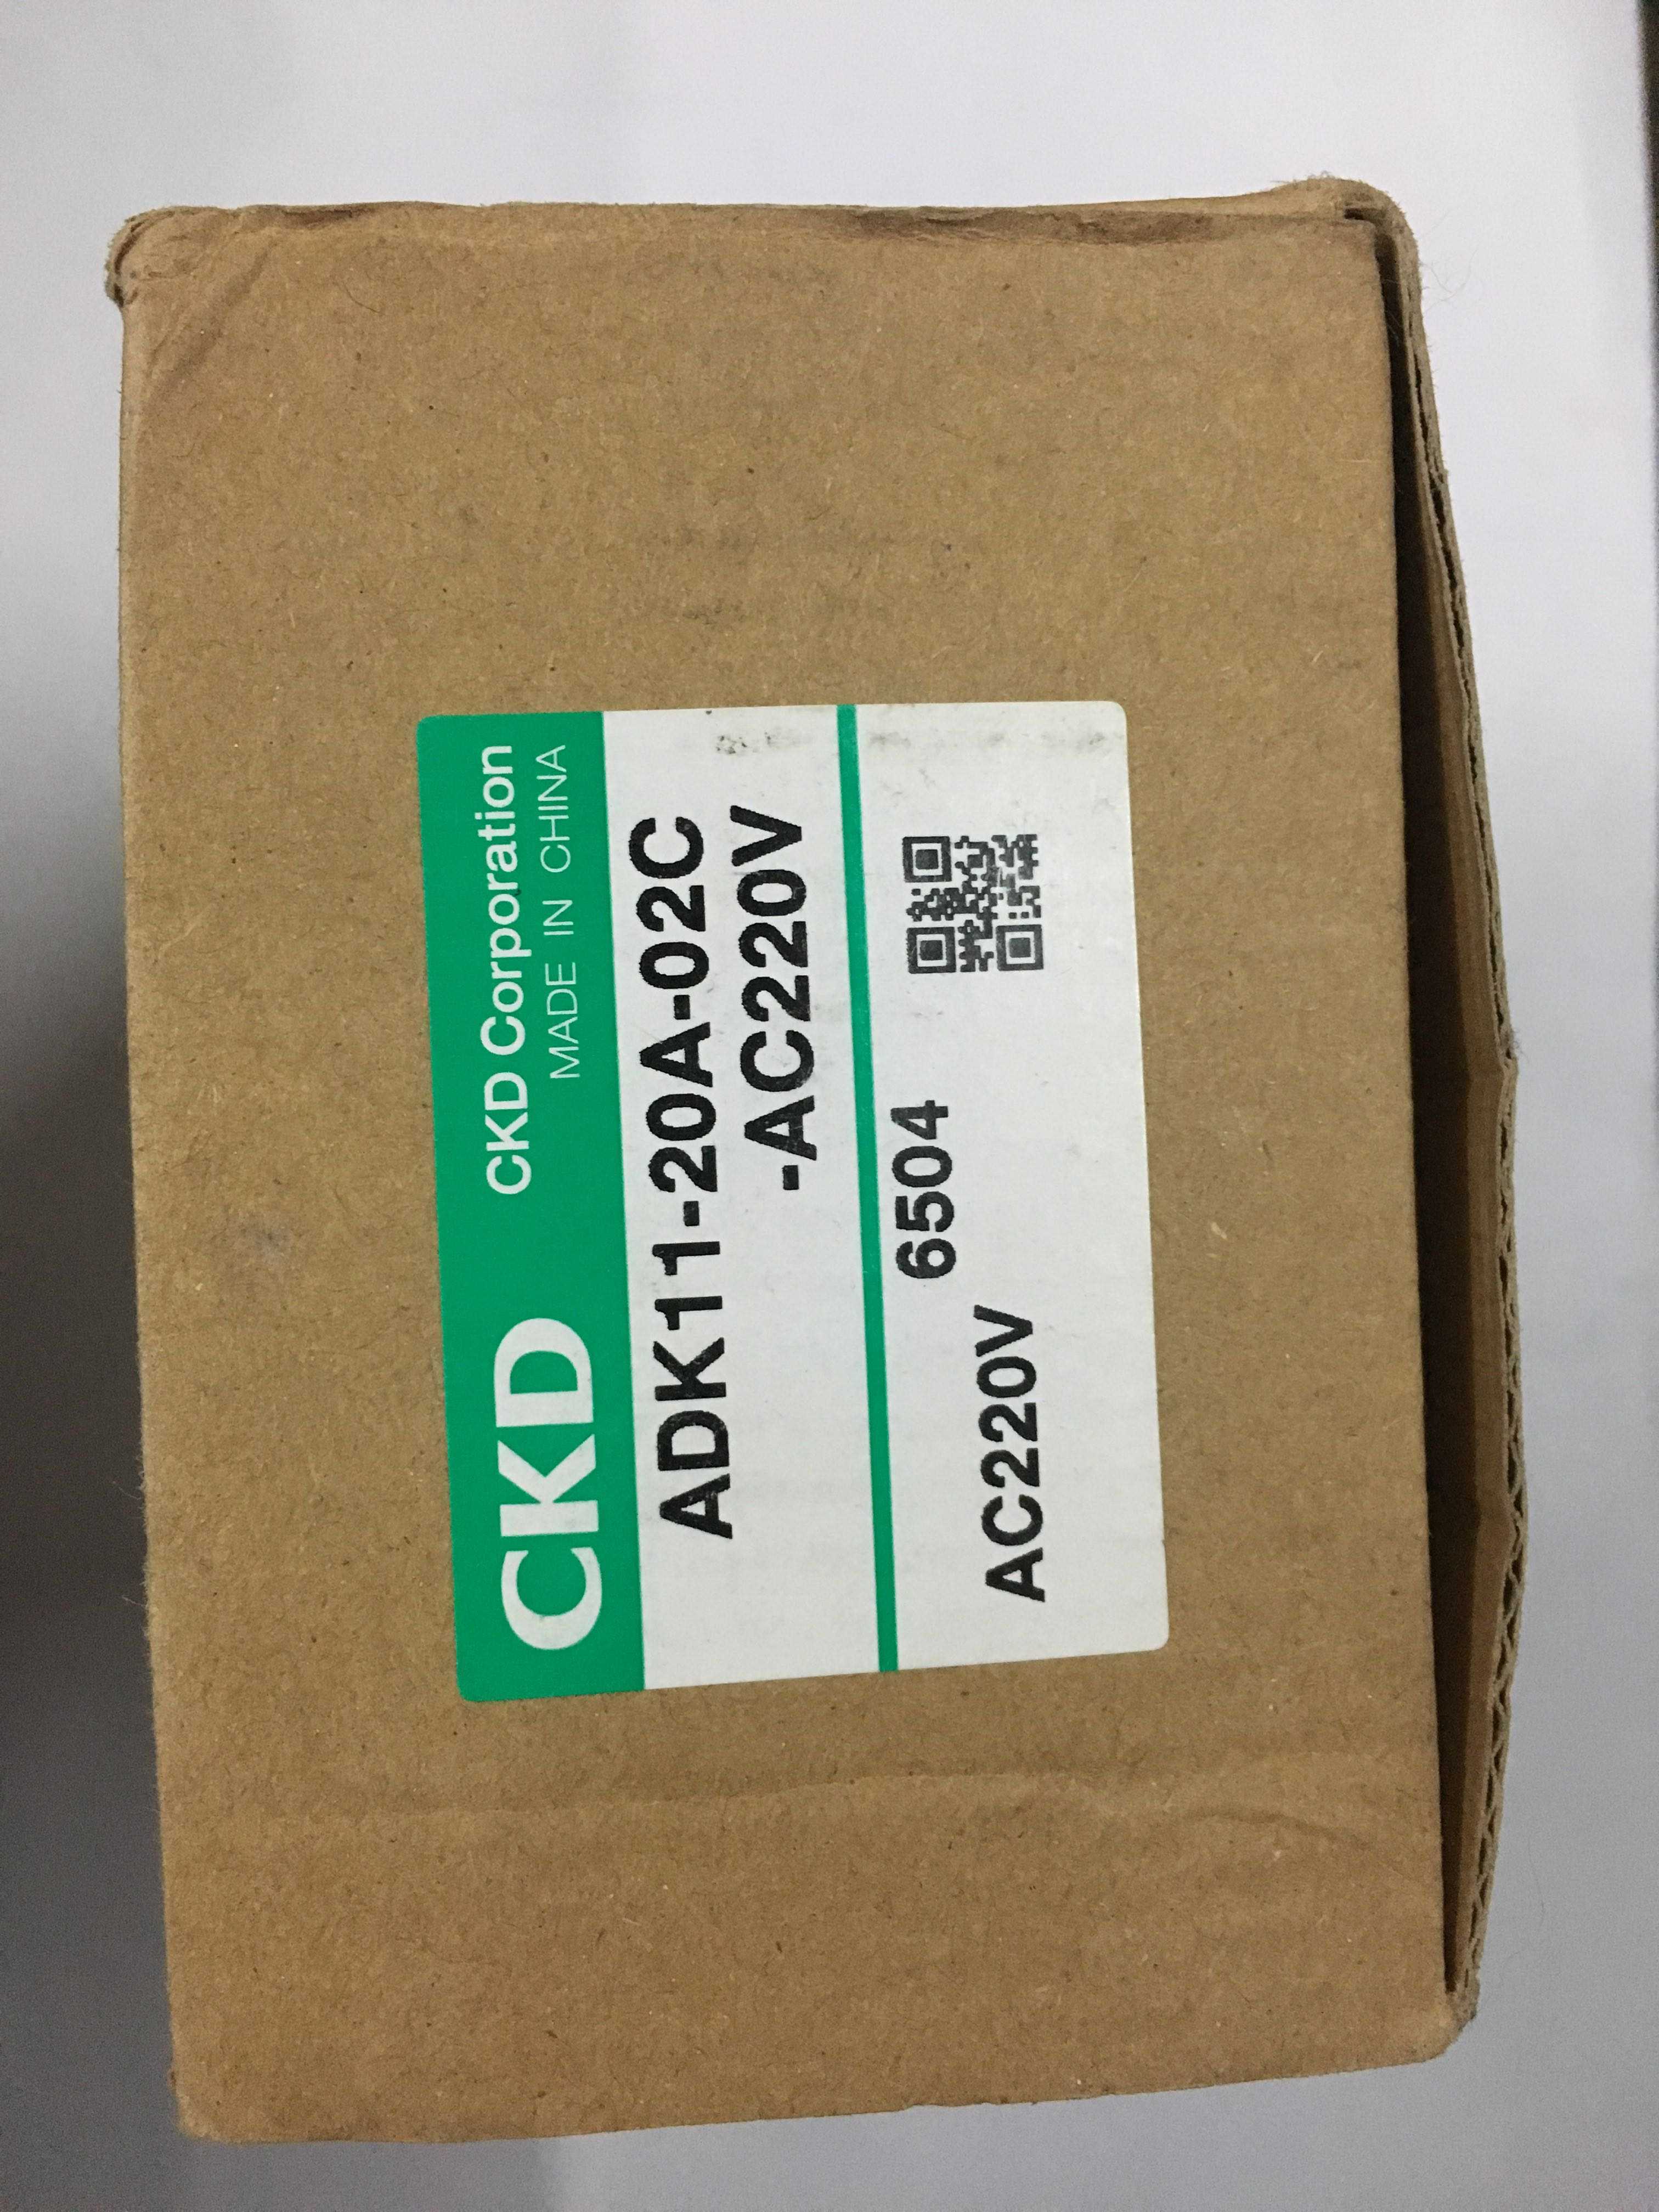 CKD
CKD Corporation
MADE IN CHINA
ADK11-20A-02C
-AC220V
6504
AC220V